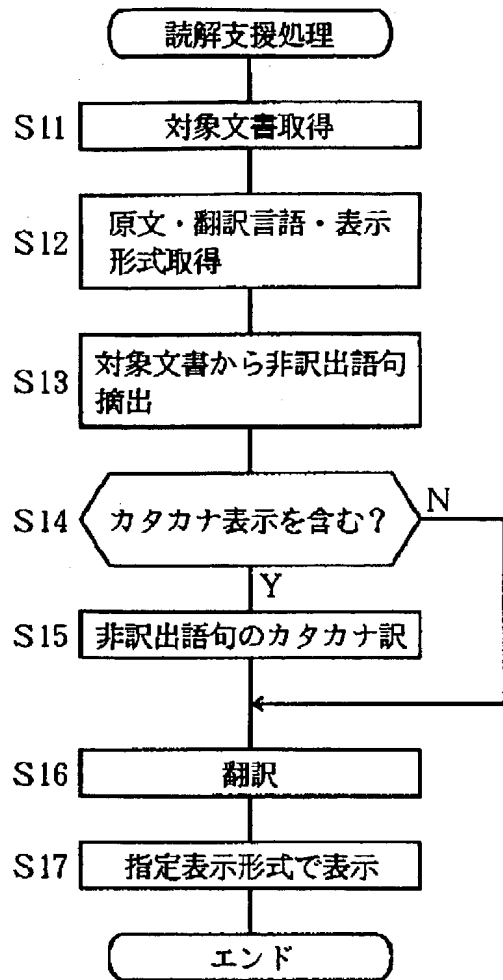 読解支援処理
S11
対象文書取得
S12
原文・翻訳言語・表示
形式取得
S13
対象文書から非訳出語句
摘出
S14
カタカナ表示を含む？
N
Y
S15
非訳出語句のカタカナ訳
S16
翻訳
S17
指定表示形式で表示
エンド